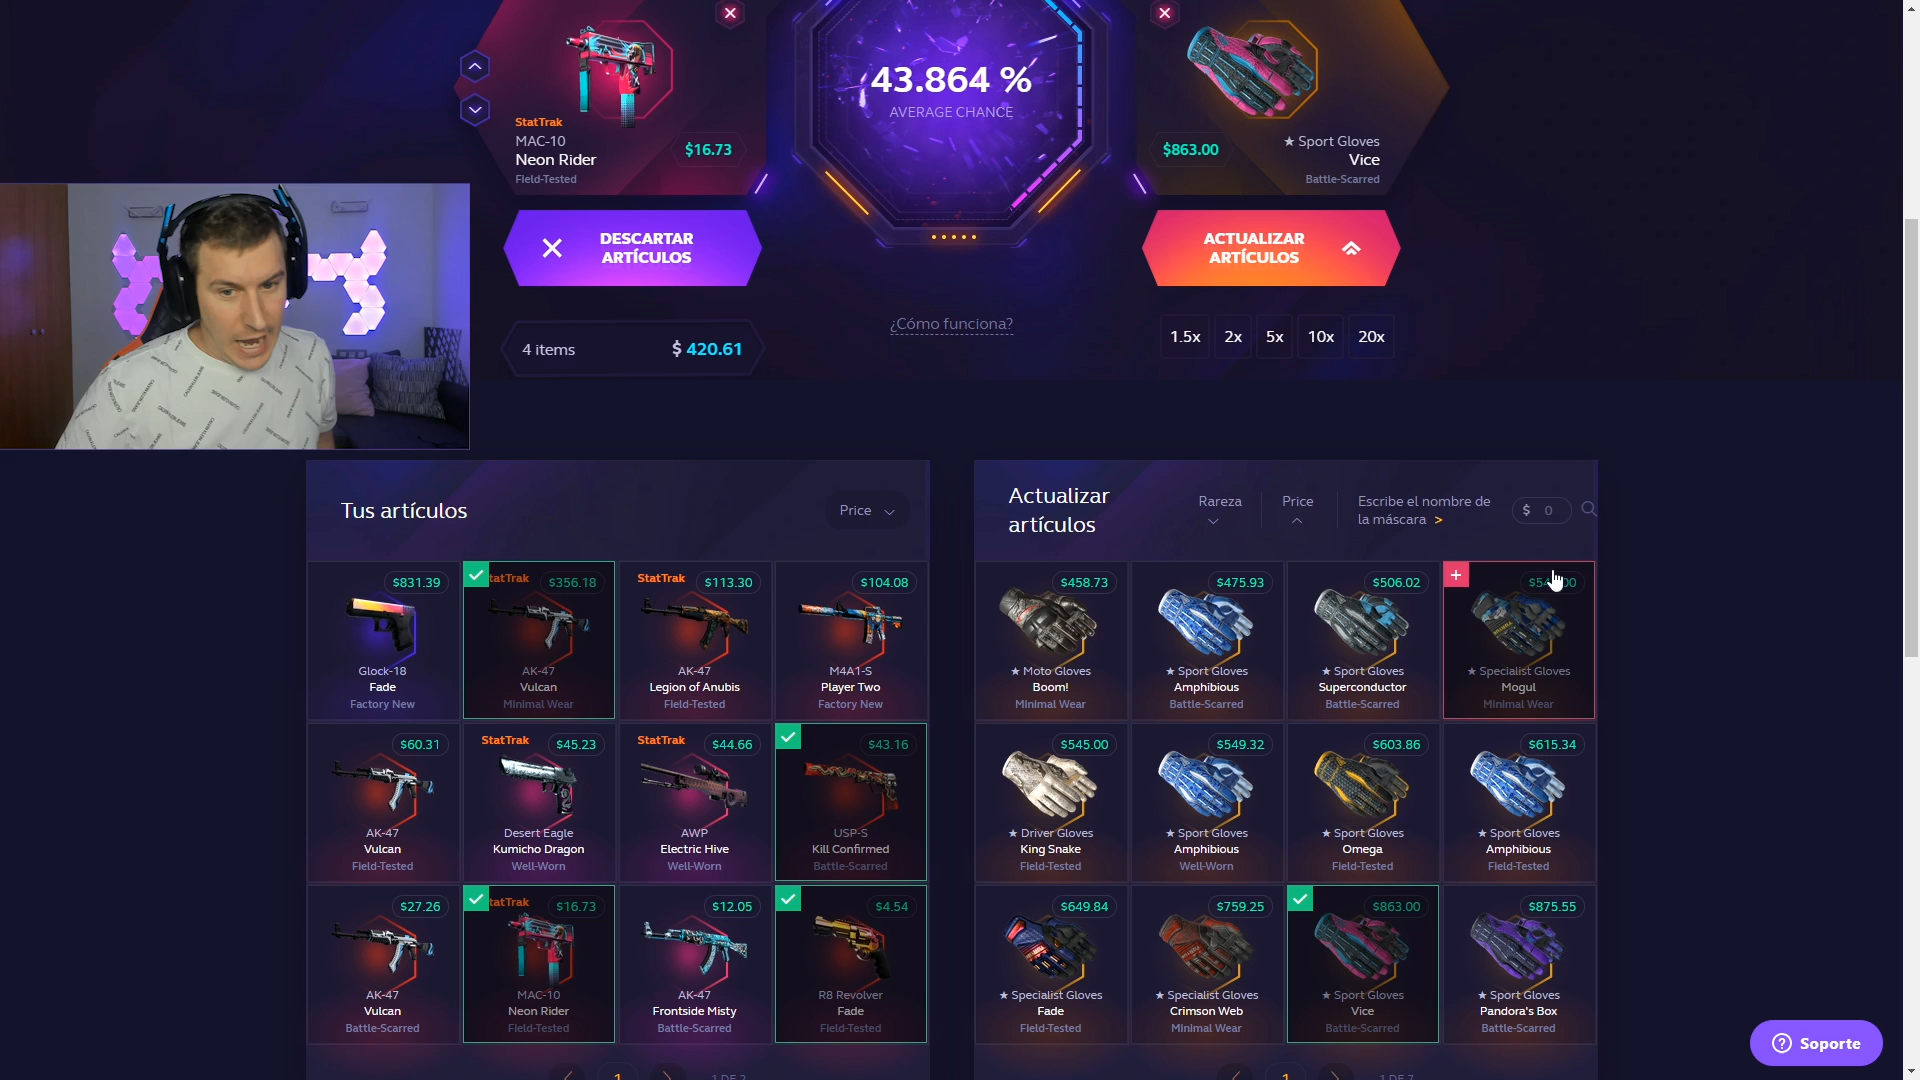 43.864 %
AVERAGE CHANCE
StatTrak
MAC-10
Neon Rider
Field-Tested
$16.73
$863.00
★ Sport Gloves
Vice
Battle-Scarred
DESCARTAR
ARTÍCULOS
ACTUALIZAR
ARTÍCULOS
4 items
$ 420.61
¿Cómo funciona?
1.5x
2x
5x
10x
20x
Tus artículos
Price
Actualizar
artículos
Rareza
Price
Escribe el nombre de
la máscara >
$ 0
$831.39
Glock-18
Fade
Factory New
tatTrak
$356.18
AK-47
Vulcan
Minimal Wear
StatTrak
$113.30
AK-47
Legion of Anubis
Field-Tested
$104.08
M4A1-S
Player Two
Factory New
$458.73
★ Moto Gloves
Boom!
Minimal Wear
$475.93
★ Sport Gloves
Amphibious
Battle-Scarred
$506.02
★ Sport Gloves
Superconductor
Battle-Scarred
★ Specialist Gloves
Mogul
Minimal Wear
$60.31
AK-47
Vulcan
Field-Tested
StatTrak
$45.23
Desert Eagle
Kumicho Dragon
Well-Worn
StatTrak
$44.66
AWP
Electric Hive
Well-Worn
$43.16
USP-S
Kill Confirmed
Battle-Scarred
$545.00
★ Driver Gloves
King Snake
Field-Tested
$549.32
★ Sport Gloves
Amphibious
Well-Worn
$603.86
★ Sport Gloves
Omega
Field-Tested
$615.34
★ Sport Gloves
Amphibious
Field-Tested
$27.26
AK-47
Vulcan
Battle-Scarred
tatTrak
$16.73
MAC-10
Neon Rider
Field-Tested
$12.05
AK-47
Frontside Misty
Battle-Scarred
$4.54
R8 Revolver
Fade
Field-Tested
$649.84
★ Specialist Gloves
Fade
Field-Tested
$759.25
★ Specialist Gloves
Crimson Web
Minimal Wear
$863.00
★ Sport Gloves
Vice
Battle-Scarred
$875.55
★ Sport Gloves
Pandora's Box
Battle-Scarred
Soporte
1
1 DE 2
1
1 DE 7